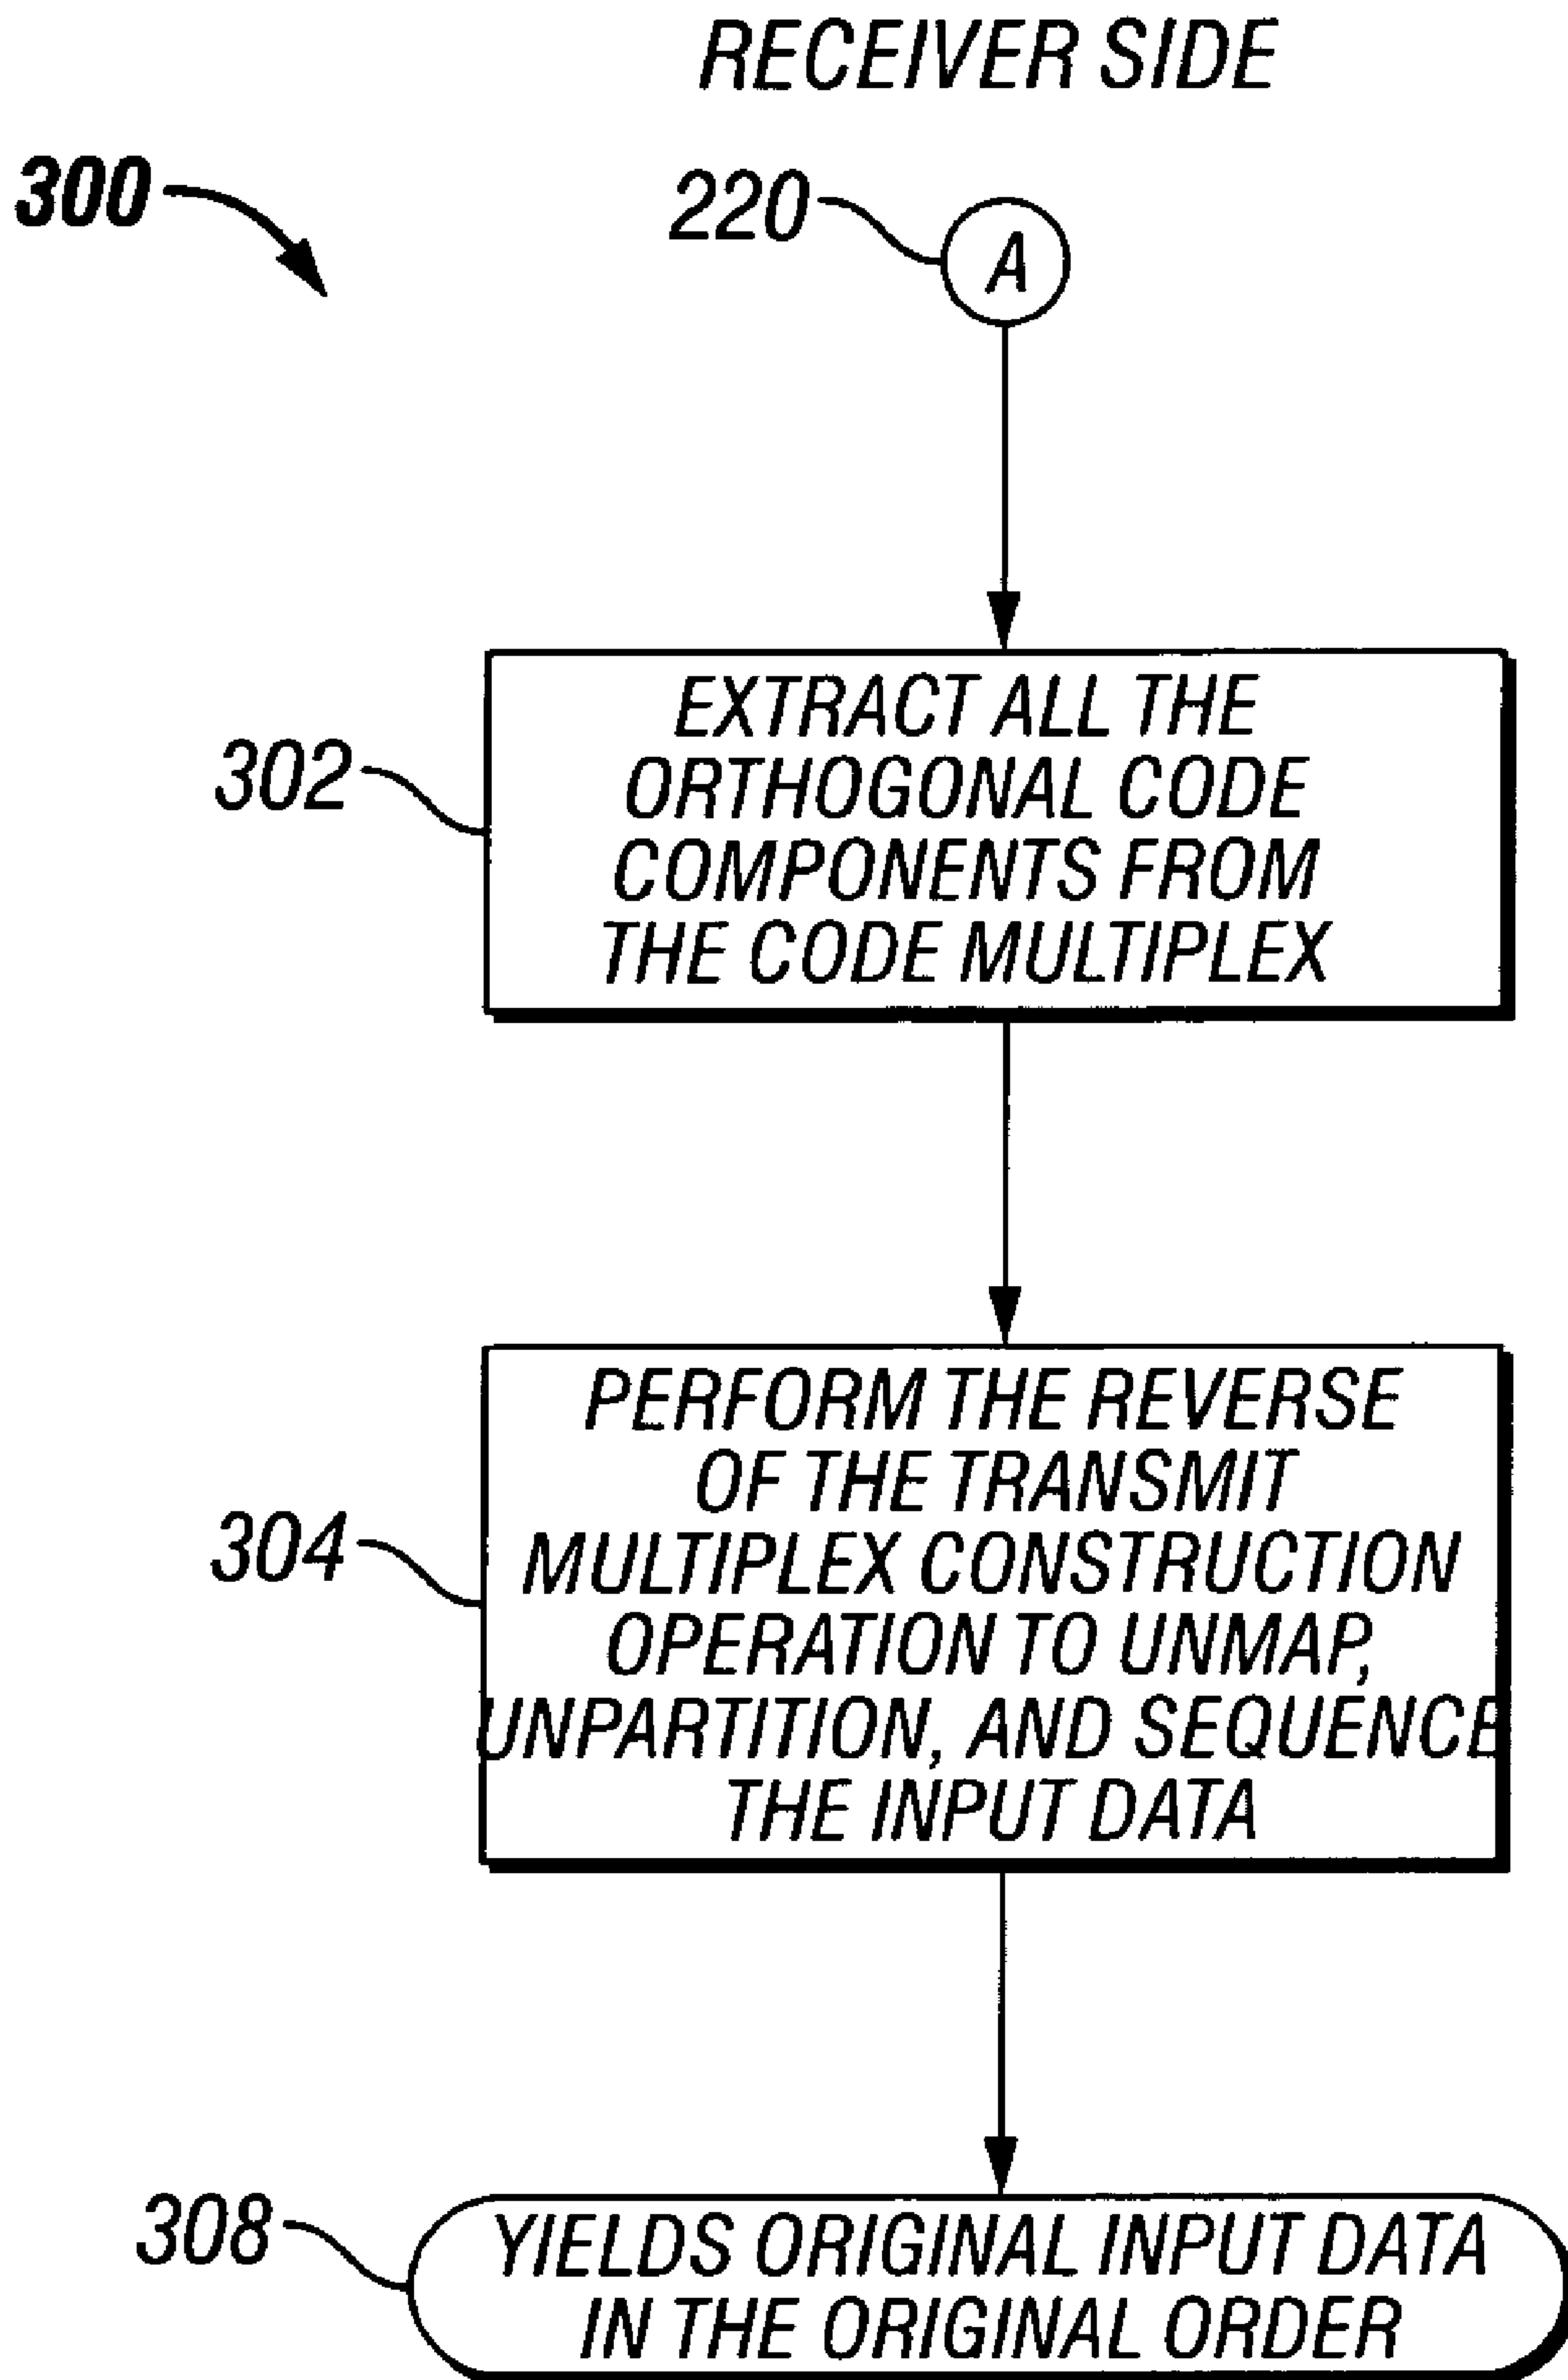 RECEIVER SIDE
300
220
A
302
EXTRACT ALL THE
ORTHOGONAL CODE
COMPONENTS FROM
THE CODE MULTIPLEX
304
PERFORM THE REVERSE
OF THE TRANSMIT
MULTIPLEX CONSTRUCTION
OPERATION TO UNMAP,
UNPARTITION, AND SEQUENCE
THE INPUT DATA
308
YIELDS ORIGINAL INPUT DATA
IN THE ORIGINAL ORDER